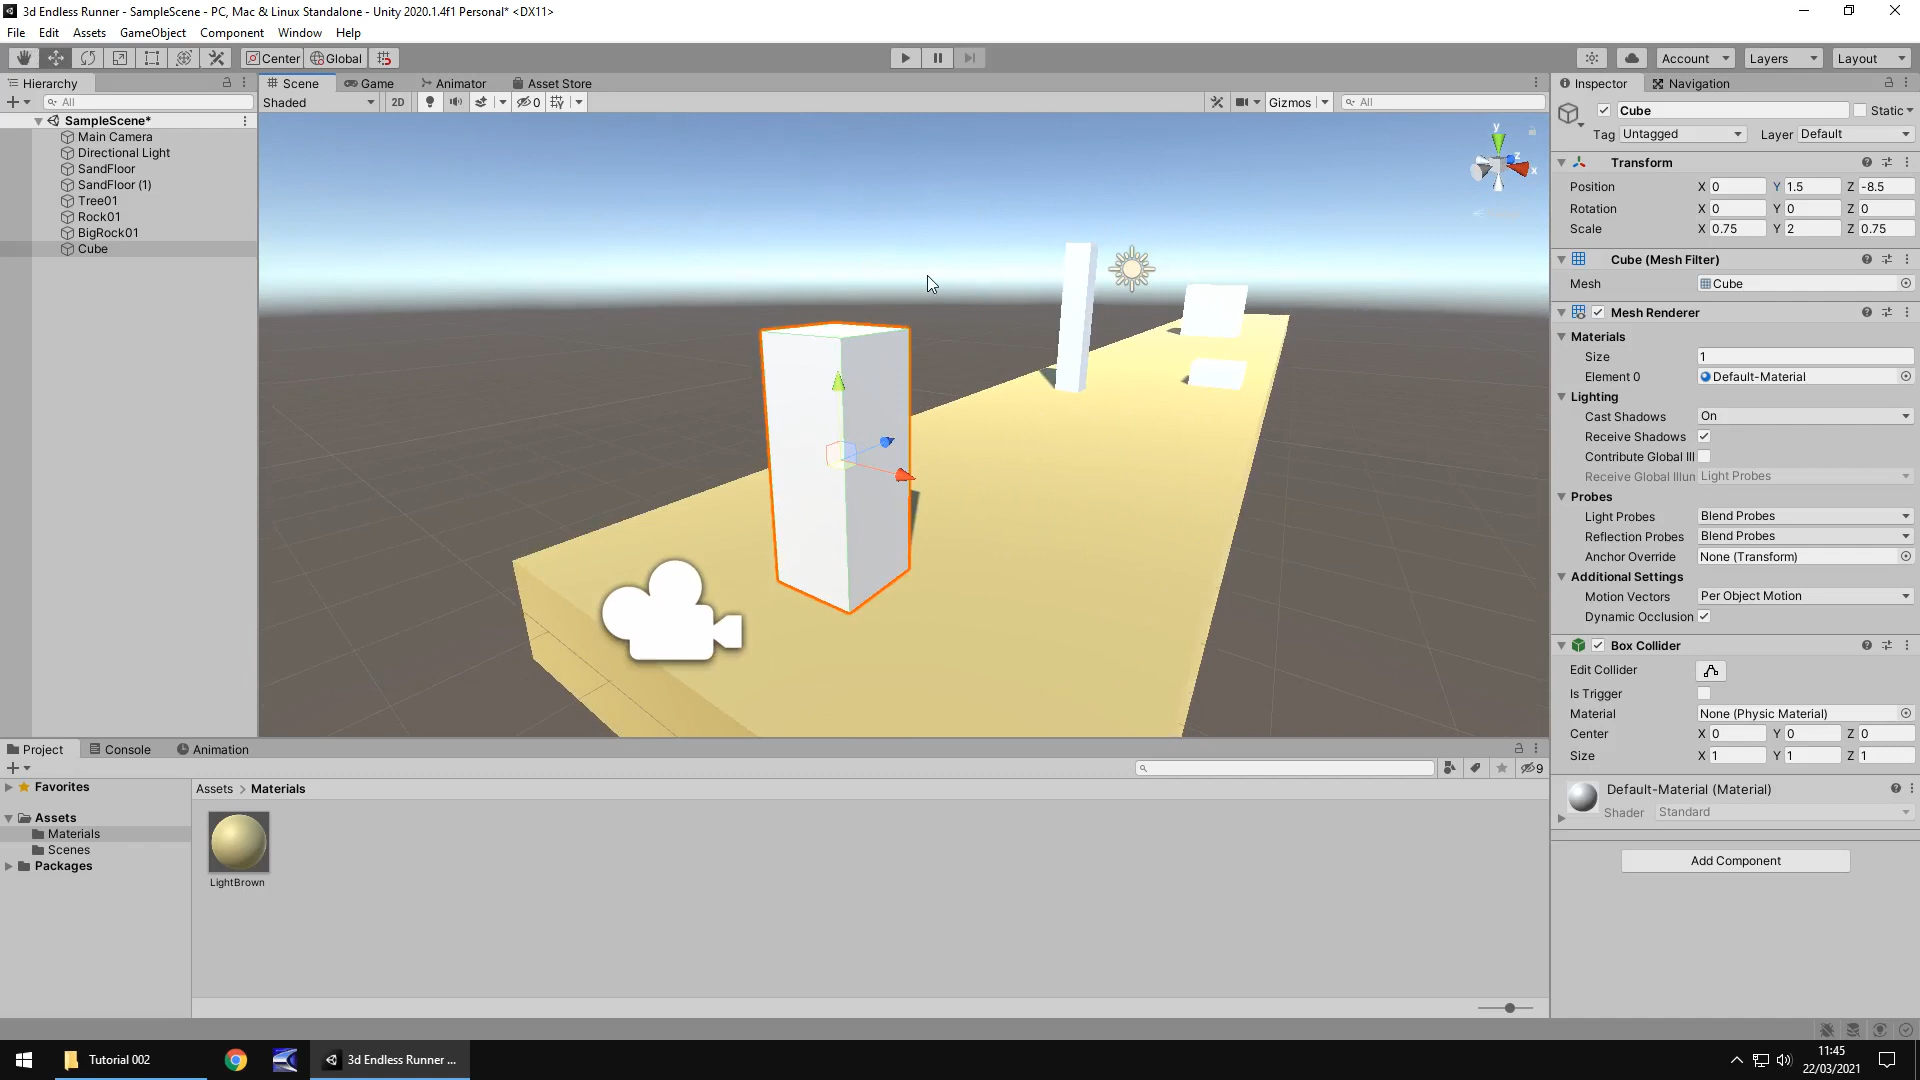 3d Endless Runner - SampleScene - PC, Mac & Linux Standalone - Unity 2020.1.4f1 Personal* <DX11>
File Edit Assets GameObject Component Window Help
Center Global Account Layers Layout
Hierarchy
All
SampleScene*
Main Camera
Directional Light
SandFloor
SandFloor (1)
Tree01
Rock01
BigRock01
Cube
Scene Game Animator Asset Store
Shaded 2D 0 Gizmos All
y
z
x
Inspector Navigation
Cube Static
Tag Untagged Layer Default
Transform
Position X 0 Y 1.5 Z -8.5
Rotation X 0 Y 0 Z 0
Scale X 0.75 Y 2 Z 0.75
Cube (Mesh Filter)
Mesh Cube
Mesh Renderer
Materials
Size 1
Element 0 Default-Material
Lighting
Cast Shadows On
Receive Shadows
Contribute Global Ill
Receive Global Illun Light Probes
Probes
Light Probes Blend Probes
Reflection Probes Blend Probes
Anchor Override None (Transform)
Additional Settings
Motion Vectors Per Object Motion
Dynamic Occlusion
Box Collider
Edit Collider
Is Trigger
Material None (Physic Material)
Center X 0 Y 0 Z 0
Size X 1 Y 1 Z 1
Default-Material (Material)
Shader Standard
Add Component
Project Console Animation
9
Favorites
Assets
Materials
Scenes
Packages
Assets > Materials
LightBrown
Tutorial 002
3d Endless Runner ...
11:45
22/03/2021